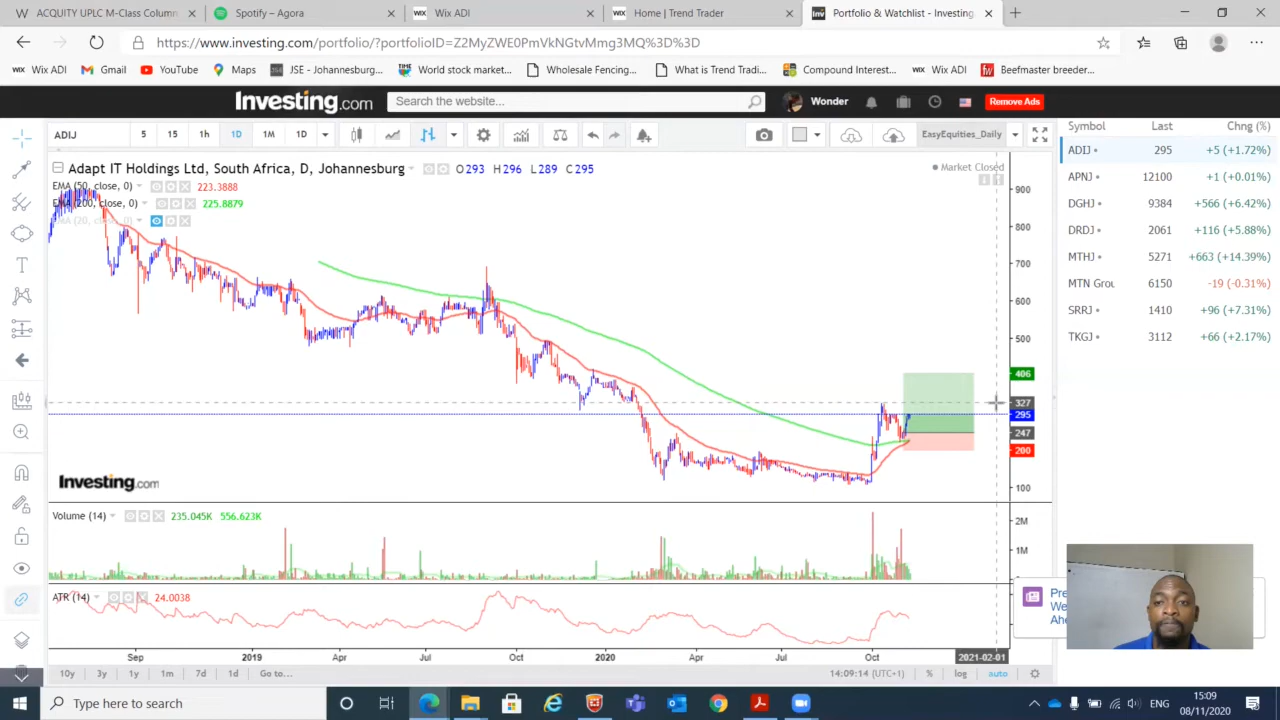 ACQUITY UPLC M-Class Column
Spotify – Agora
Wix ADI
Home | Trend Trader
Portfolio & Watchlist - Investing.
https://www.investing.com/portfolio/?portfolioID=Z2MyZWE0PmVkNGtvMmg3MQ%3D%3D
Wix ADI
Gmail
YouTube
Maps
JSE - Johannesburg...
World stock market...
Wholesale Fencing,...
What is Trend Tradi...
Compound Interest...
Wix ADI
Beefmaster breeder...
Investing.com
Search the website...
Wonder
Remove Ads
ADIJ 5 15 1h 1D 1M 1D
EasyEquities_Daily
Symbol Last Chng (%)
ADIJ 295 +5 (+1.72%)
APNJ 12100 +1 (+0.01%)
DGHJ 9384 +566 (+6.42%)
DRDJ 2061 +116 (+5.88%)
MTHJ 5271 +663 (+14.39%)
MTN Grou 6150 -19 (-0.31%)
SRRJ 1410 +96 (+7.31%)
TKGJ 3112 +66 (+2.17%)
Adapt IT Holdings Ltd, South Africa, D, Johannesburg O293 H296 L289 C295
Market Closed
EMA (50, close, 0) 223.3888
EMA (200, close, 0) 225.8879
EMA (20, close, 0)
900
800
700
600
500
406
327
295
247
200
100
Investing.com
Volume (14) 235.045K 556.623K
2M
1M
ATR (14) 24.0038
Sep 2019 Apr Jul Oct 2020 Apr Jul Oct 2021-02-01
10y 3y 1y 1m 7d 1d Go to...
14:09:14 (UTC+1) % log auto
Pre
We
Ahe
Type here to search
15:09
08/11/2020